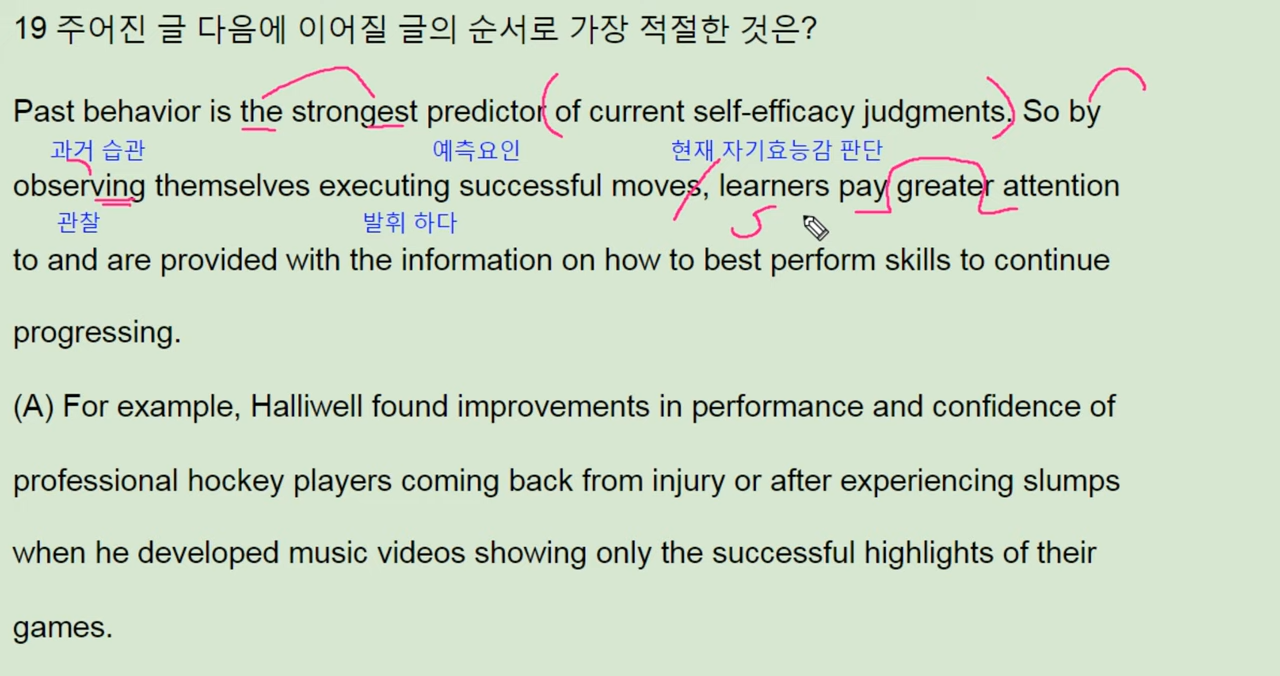 19 주어진 글 다음에 이어질 글의 순서로 가장 적절한 것은?
Past behavior is the strongest predictor of current self-efficacy judgments. So by
과거 습관 예측요인 현재 자기효능감 판단
observing themselves executing successful moves, learners pay greater attention
관찰 발휘 하다
S
to and are provided with the information on how to best perform skills to continue
progressing.
(A) For example, Halliwell found improvements in performance and confidence of
professional hockey players coming back from injury or after experiencing slumps
when he developed music videos showing only the successful highlights of their
games.